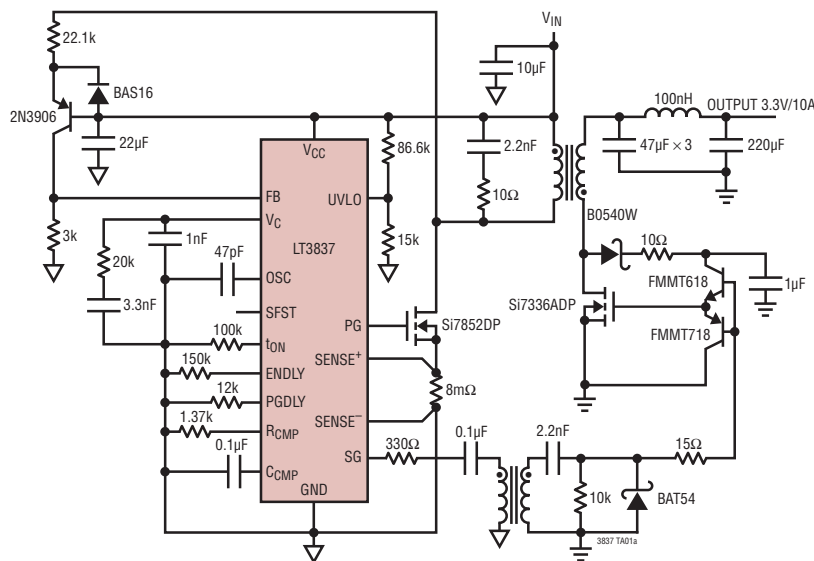 22.1k
V_IN
10µF
BAS16
100nH
OUTPUT 3.3V/10A
2N3906
22µF
V_CC
86.6k
2.2nF
47µF × 3
220µF
FB
UVLO
10Ω
B0540W
V_C
3k
1nF
LT3837
15k
10Ω
20k
47pF
OSC
FMMT618
1µF
3.3nF
SFST
Si7336ADP
100k
PG
Si7852DP
FMMT718
t_ON
150k
SENSE+
ENDLY
12k
8mΩ
PGDLY
1.37k
SENSE−
R_CMP
0.1µF
330Ω
0.1µF
2.2nF
15Ω
SG
C_CMP
GND
10k
BAT54
3837 TA01a